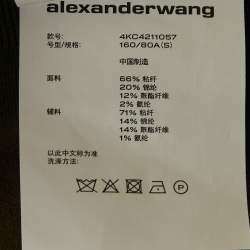 alexanderwang
款号: 4KC4211057
号型/规格: 160/80A(S)
中国制造
面料 66% 粘纤
20% 锦纶
12% 聚酯纤维
2% 氨纶
辅料 71% 粘纤
14% 锦纶
14% 聚酯纤维
1% 氨纶
以此中文标为准
洗涤方法:
P